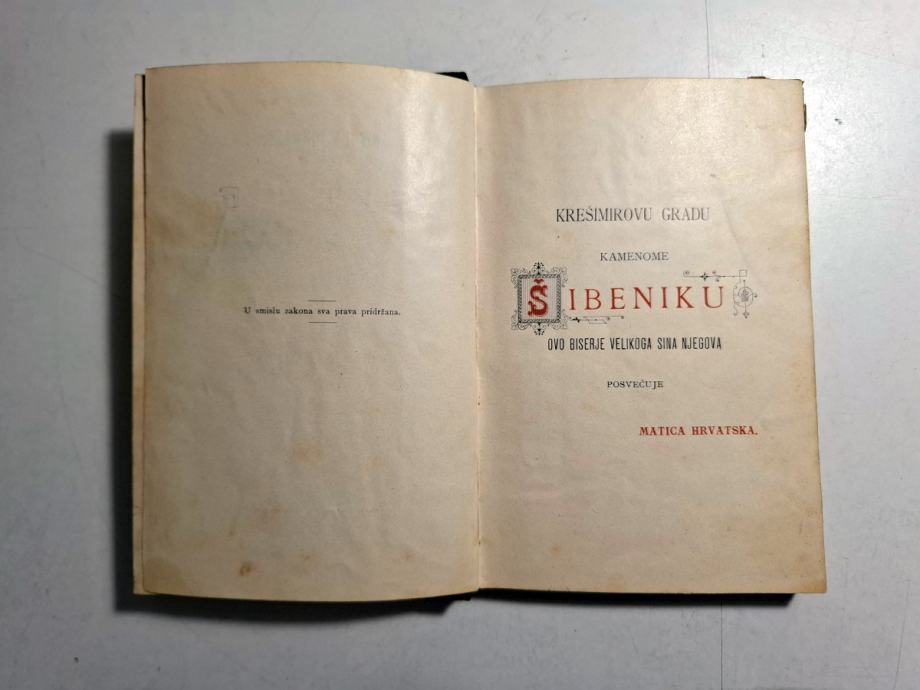 U smislu zakona sva prava pridržana.
KREŠIMIROVU GRADU
KAMENOME
ŠIBENIKU
OVO BISERJE VELIKOGA SINA NJEGOVA
POSVEĆUJE
MATICA HRVATSKA.